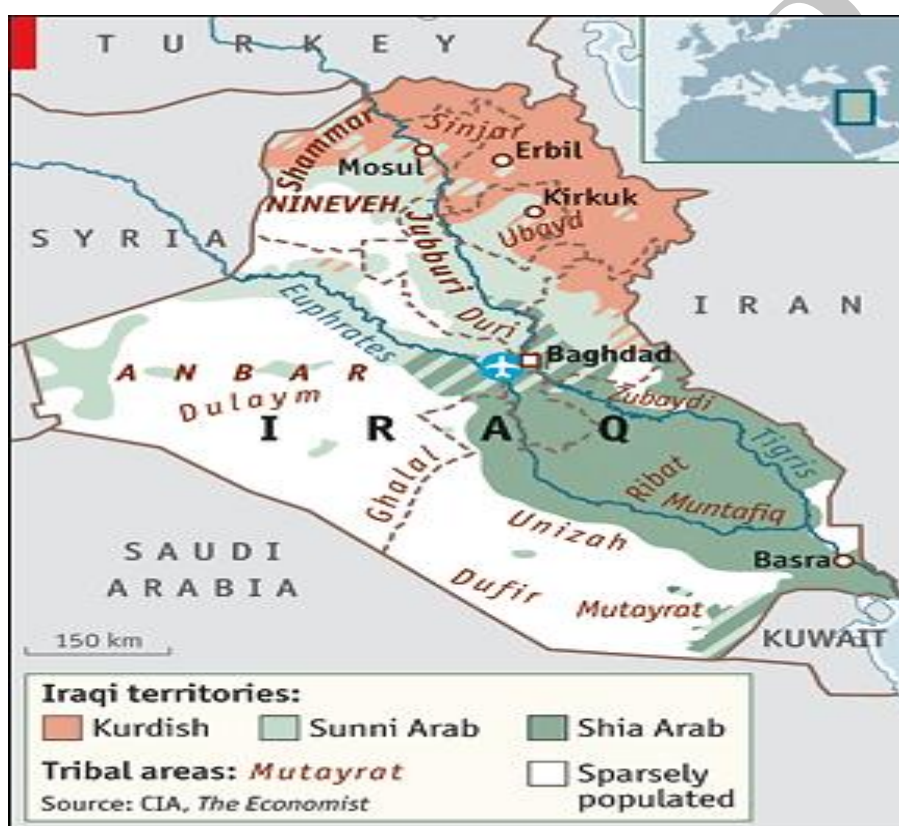 TURKEY
Shammar
Sinjar
Mosul
Erbil
NINEVEH
Kirkuk
Ubayd
Jubburi
SYRIA
IRAN
Euphrates
Duri
Baghdad
ANBAR
Dulaym
Zubaydi
IRAQ
Tigris
Ghalal
Ribat
Muntafiq
Unizah
SAUDI
ARABIA
Dufir
Mutayrat
Basra
KUWAIT
150 km
Iraqi territories:
Kurdish
Sunni Arab
Shia Arab
Tribal areas: Mutayrat
Sparsely
populated
Source: CIA, The Economist